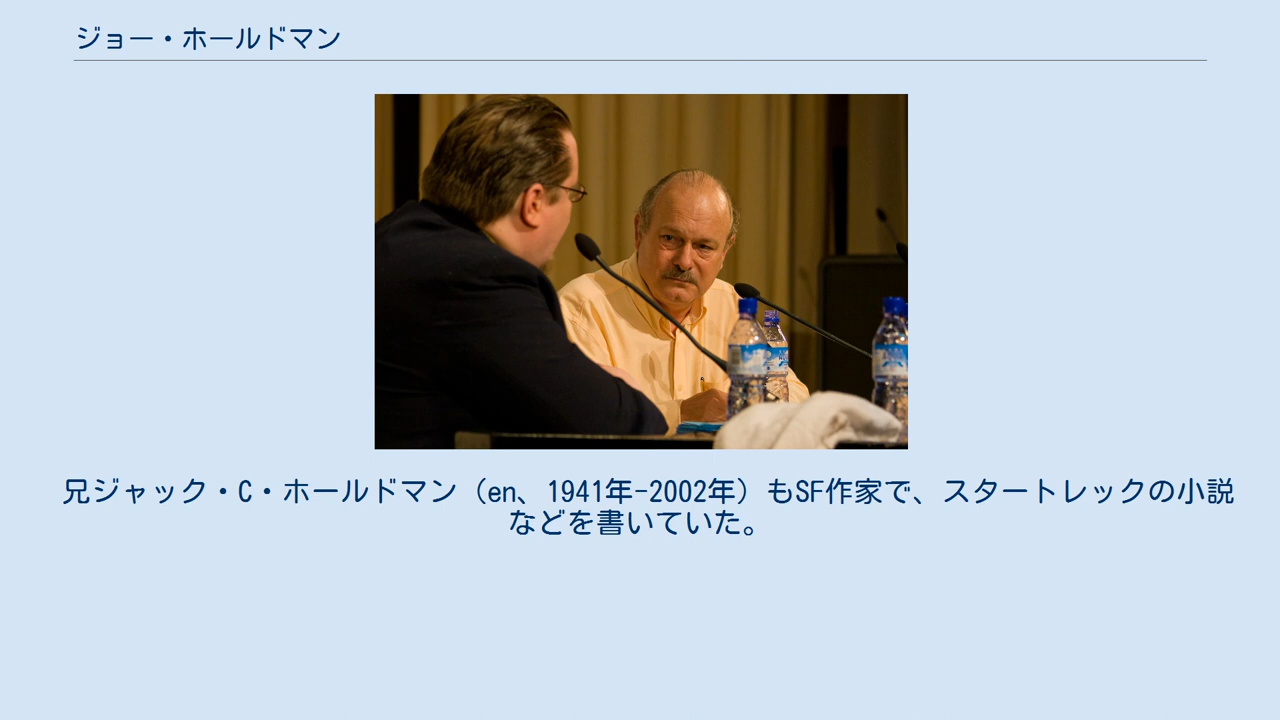 ジョー・ホールドマン
兄ジャック・C・ホールドマン（en、1941年-2002年）もSF作家で、スタートレックの小説
などを書いていた。